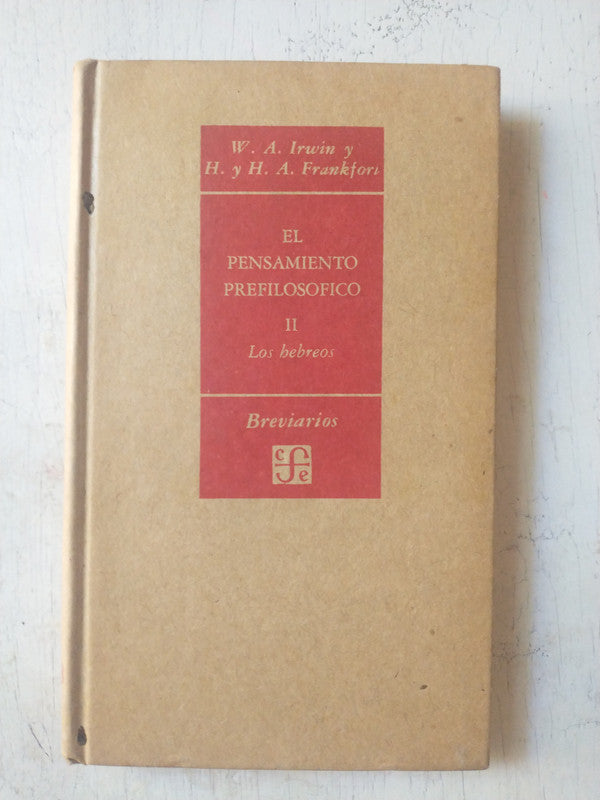 W. A. Irwin y
H. y H. A. Frankfort
EL
PENSAMIENTO
PREFILOSOFICO
II
Los hebreos
Breviarios
c
f
e